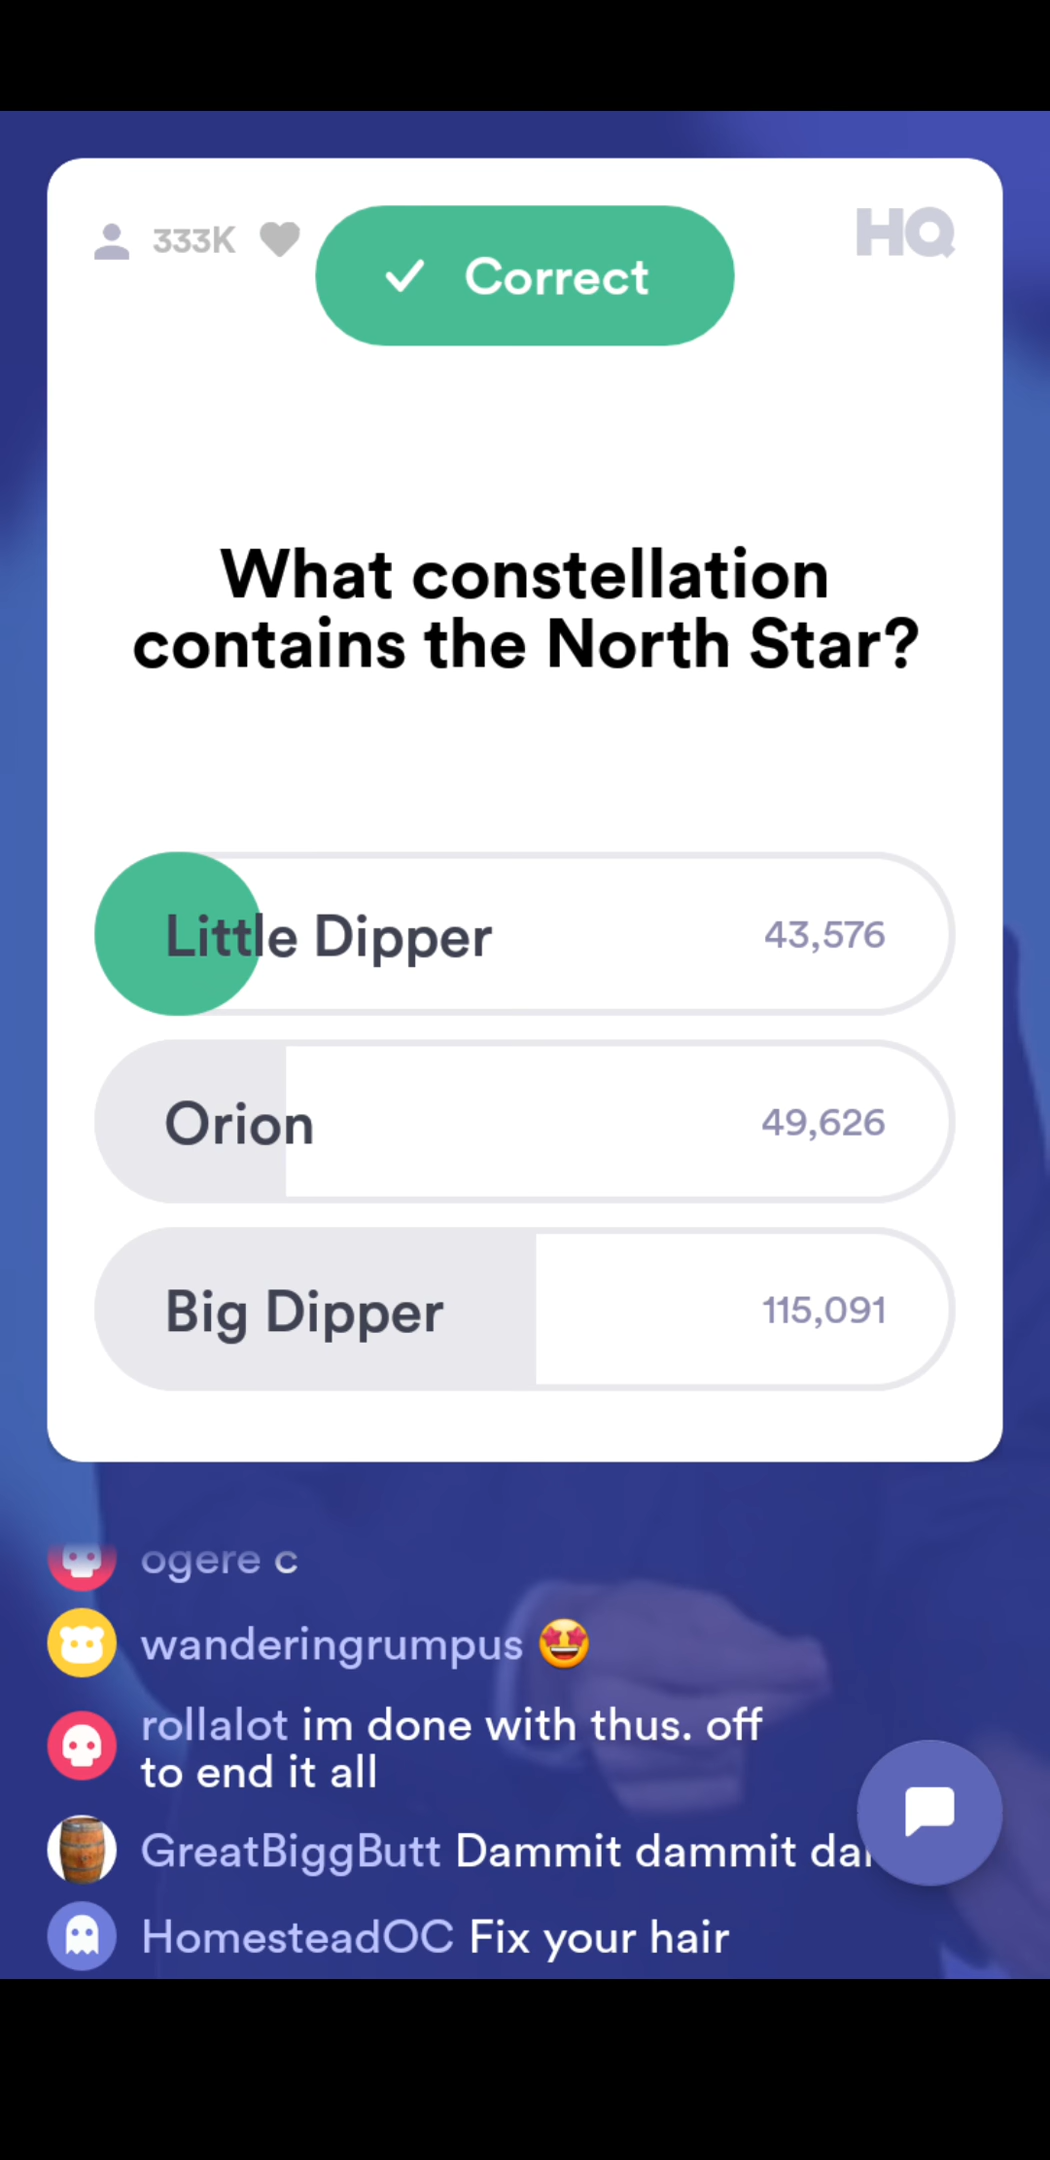 333K
Correct
HQ
What constellation
contains the North Star?
Little Dipper 43,576
Orion 49,626
Big Dipper 115,091
ogere c
wanderingrumpus 🤩
rollalot im done with thus. off
to end it all
GreatBiggButt Dammit dammit
HomesteadOC Fix your hair